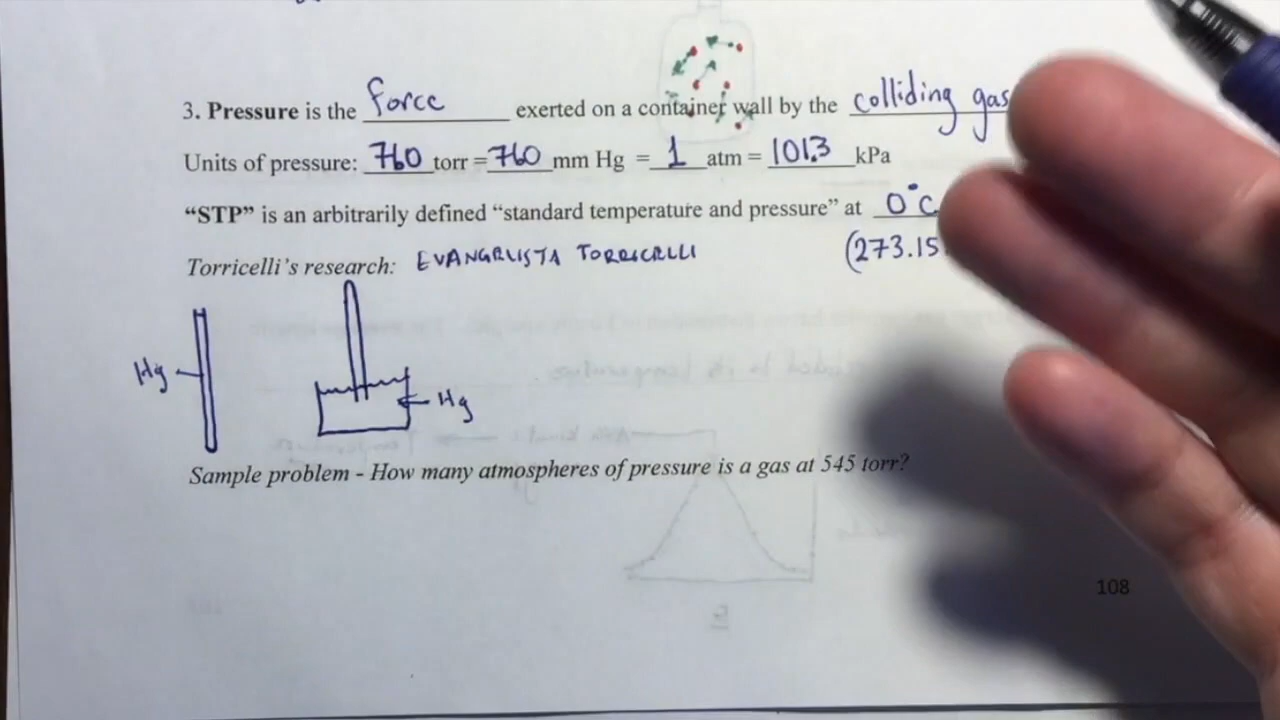 3. Pressure is the force exerted on a container wall by the colliding gas
Units of pressure: 760 torr = 760 mm Hg = 1 atm = 101.3 kPa
“STP” is an arbitrarily defined “standard temperature and pressure” at 0°C
(273.15
Torricelli’s research: EVANGELISTA TORRICELLI
Hg
Hg
Sample problem - How many atmospheres of pressure is a gas at 545 torr?
108